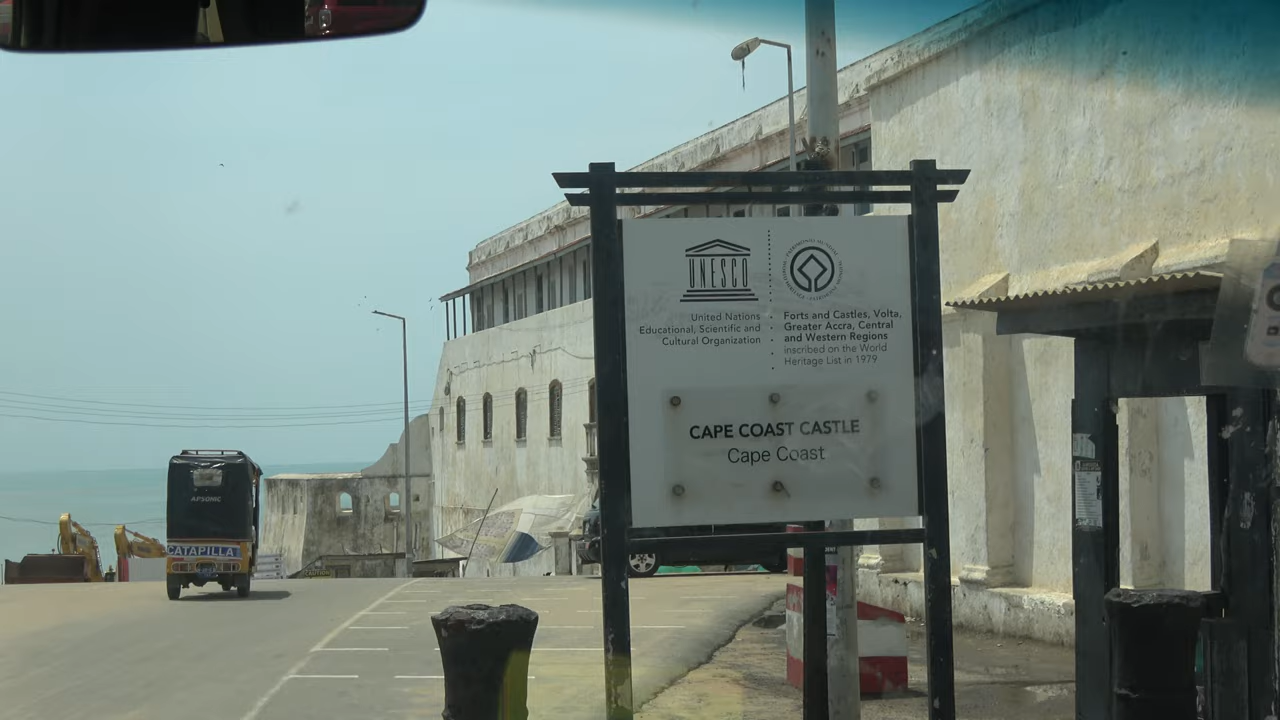 UNESCO
United Nations
Educational, Scientific and
Cultural Organization
Forts and Castles, Volta,
Greater Accra, Central
and Western Regions
inscribed on the World
Heritage List in 1979
CAPE COAST CASTLE
Cape Coast
APSONIC
CATAPILLA
CAUTION